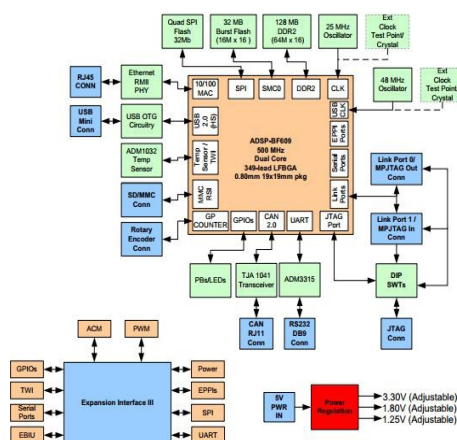 Quad SPI
Flash
32Mb
32 MB
Burst Flash
(16M x 16 )
128 MB
DDR2
(64M x 16)
25 MHz
Oscillator
Ext
Clock
Test Point/
Crystal
RJ45
CONN
Ethernet
RMII
PHY
10/100
MAC
SPI
SMC0
DDR2
CLK
48 MHz
Oscillator
Ext
Clock
Test Point/
Crystal
USB
Mini
Conn
USB OTG
Circuitry
USB
2.0
(HS)
USB
CLK
ADSP-BF609
500 MHz
Dual Core
349-lead LFBGA
0.80mm 19x19mm pkg
EPPI
Ports
ADM1032
Temp
Sensor
Temp
Sensor /
TWI
Serial
Ports
Link Port 0/
MPJTAG Out
Conn
SD/MMC
Conn
MMC
RSI
Link
Ports
Rotary
Encoder
Conn
GP
COUNTER
GPIOs
CAN
2.0
UART
JTAG
Port
Link Port 1 /
MPJTAG In
Conn
PBs/LEDs
TJA 1041
Transceiver
ADM3315
DIP
SWTs
CAN
RJ11
Conn
RS232
DB9
Conn
JTAG
Conn
ACM
PWM
GPIOs
TWI
Serial
Ports
EBIU
Expansion Interface III
Power
EPPIs
SPI
UART
5V
PWR
IN
Power
Regulation
3.30V (Adjustable)
1.80V (Adjustable)
1.25V (Adjustable)